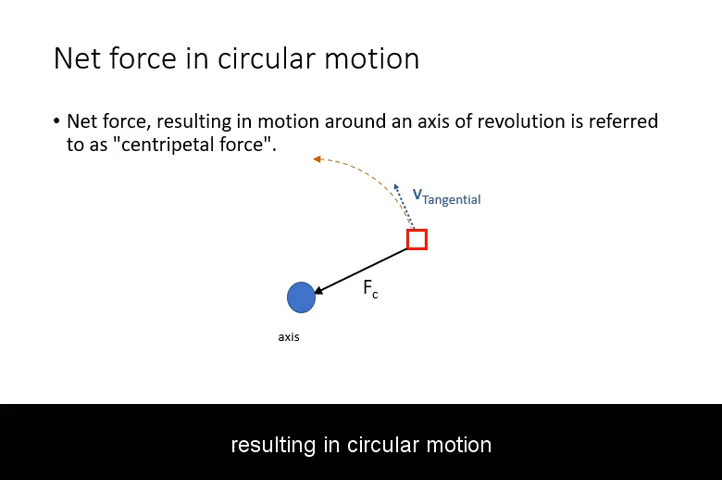 Net force in circular motion
• Net force, resulting in motion around an axis of revolution is referred
to as "centripetal force".
VTangential
Fc
axis
resulting in circular motion